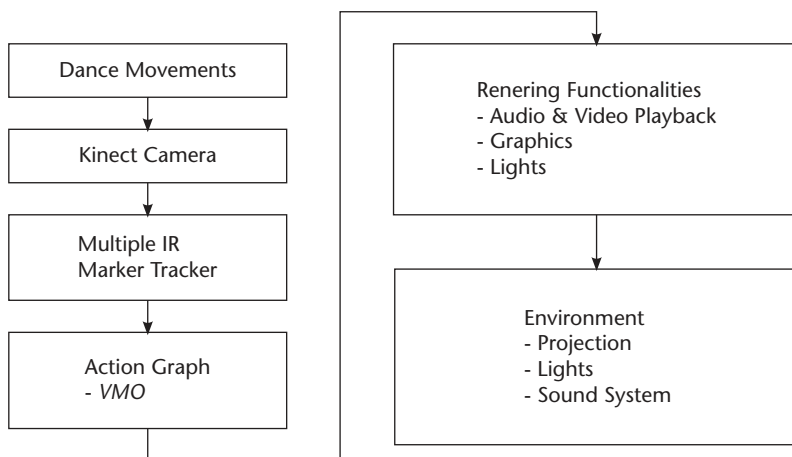 Dance Movements
Kinect Camera
Multiple IR
Marker Tracker
Action Graph
- VMO
Renering Functionalities
- Audio & Video Playback
- Graphics
- Lights
Environment
- Projection
- Lights
- Sound System